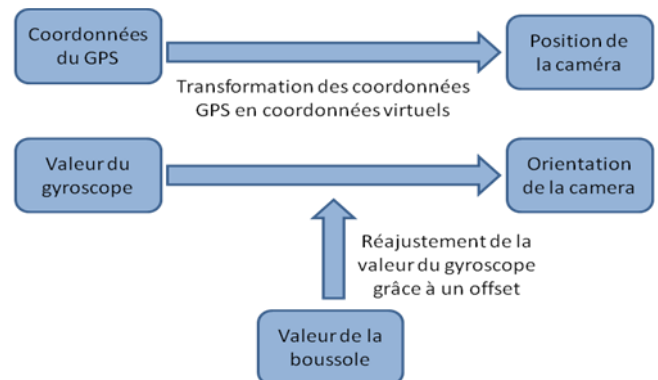 Coordonnées
du GPS
Position de
la caméra
Transformation des coordonnées
GPS en coordonnées virtuels
Valeur du
gyroscope
Orientation
de la camera
Réajustement de la
valeur du gyroscope
grâce à un offset
Valeur de la
boussole